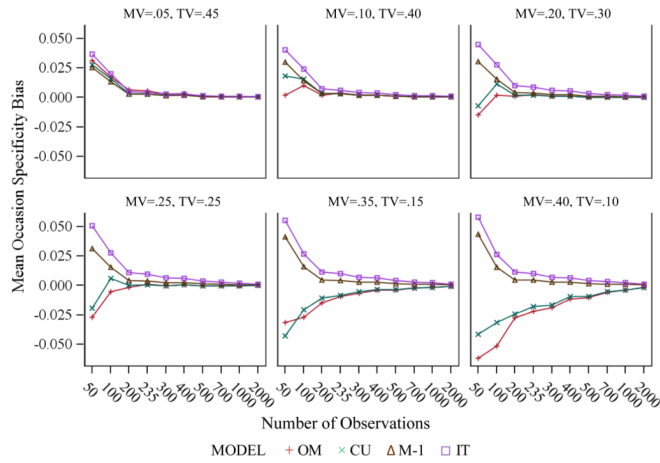 MV=.05, TV=.45
MV=.10, TV=.40
MV=.20, TV=.30
0.050
0.025
0.000
-0.025
-0.050
Mean Occasion Specificity Bias
MV=.25, TV=.25
MV=.35, TV=.15
MV=.40, TV=.10
0.050
0.025
0.000
-0.025
-0.050
50 100 200 235 300 400 500 700 1000 2000
50 100 200 235 300 400 500 700 1000 2000
50 100 200 235 300 400 500 700 1000 2000
Number of Observations
MODEL OM CU M-1 IT